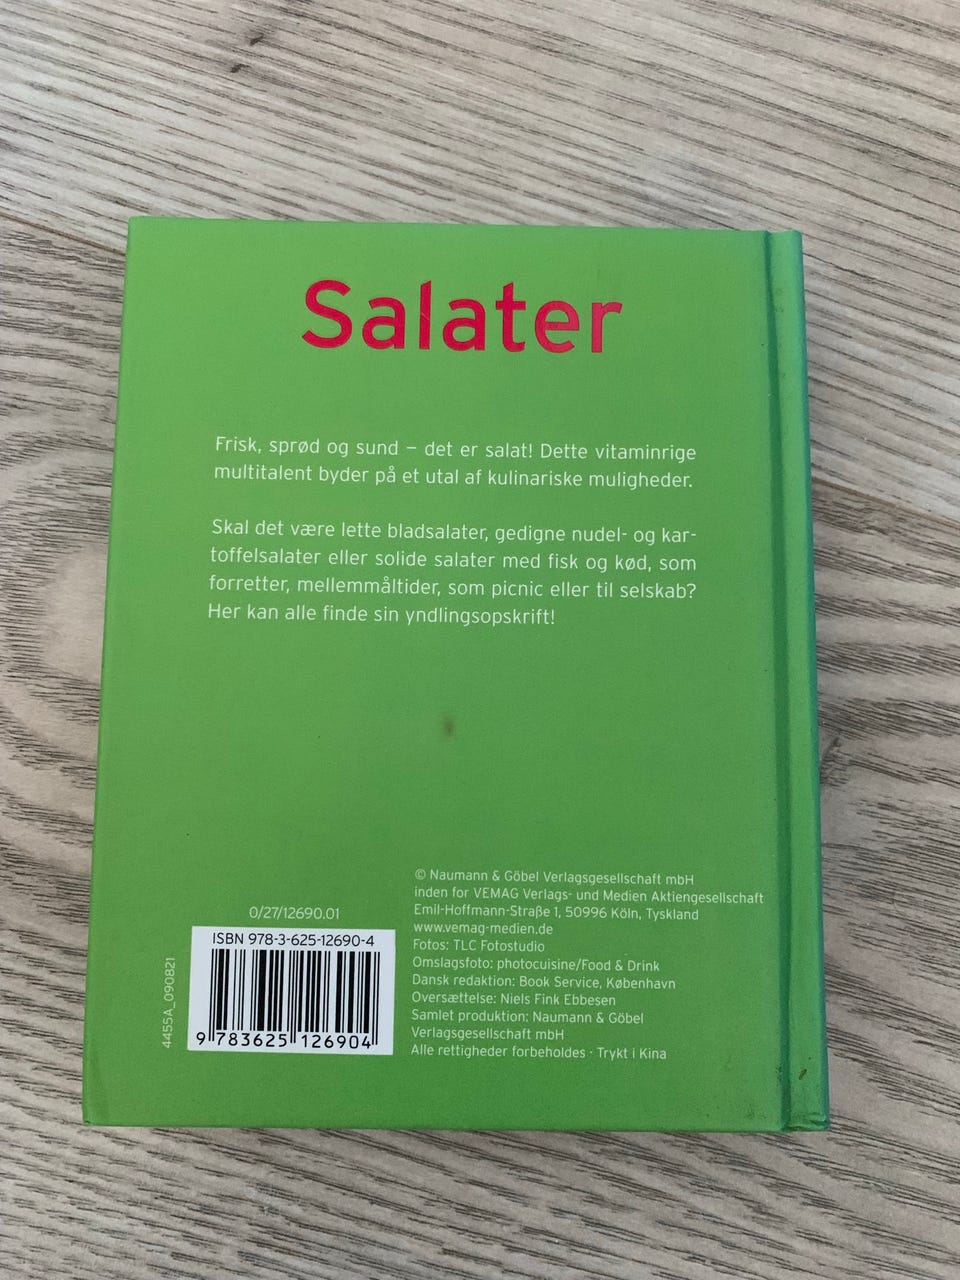 Salater
Frisk, sprød og sund – det er salat! Dette vitaminrige
multitalent byder på et utal af kulinariske muligheder.
Skal det være lette bladsalater, gedigne nudel- og kar-
toffelsalater eller solide salater med fisk og kød, som
forretter, mellemmåltider, som picnic eller til selskab?
Her kan alle finde sin yndlingsopskrift!
0/27/12690.01
ISBN 978-3-625-12690-4
9 783625 126904
4455A_090821
© Naumann & Göbel Verlagsgesellschaft mbH
inden for VEMAG Verlags- und Medien Aktiengesellschaft
Emil-Hoffmann-Straße 1, 50996 Köln, Tyskland
www.vemag-medien.de
Fotos: TLC Fotostudio
Omslagsfoto: photocuisine/Food & Drink
Dansk redaktion: Book Service, København
Oversættelse: Niels Fink Ebbesen
Samlet produktion: Naumann & Göbel
Verlagsgesellschaft mbH
Alle rettigheder forbeholdes · Trykt i Kina